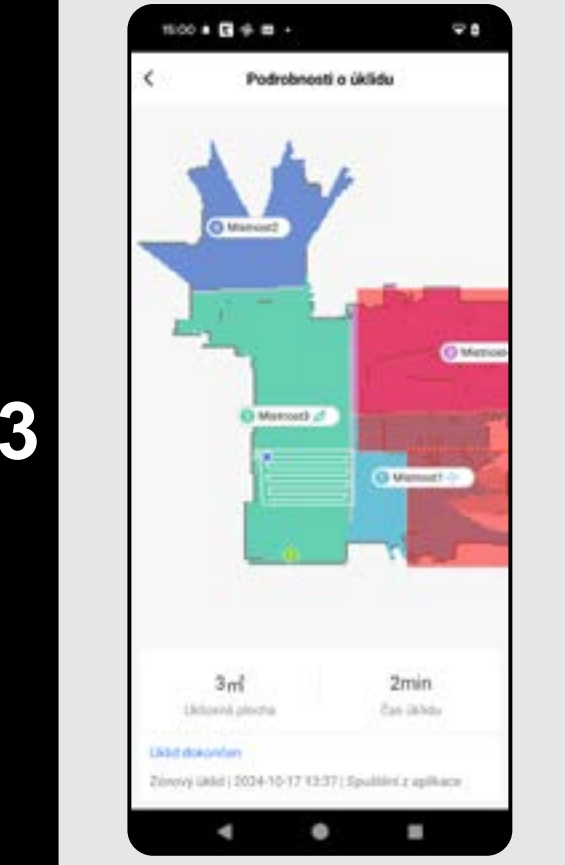 3
15:00
Podrobnosti o úklidu
Místnost2
Místnost
Místnost3
Místnost1
3㎡
2min
Uklizená plocha
Čas úklidu
Úklid dokončen
Zónový úklid | 2024-10-17 13:37 | Spuštění z aplikace